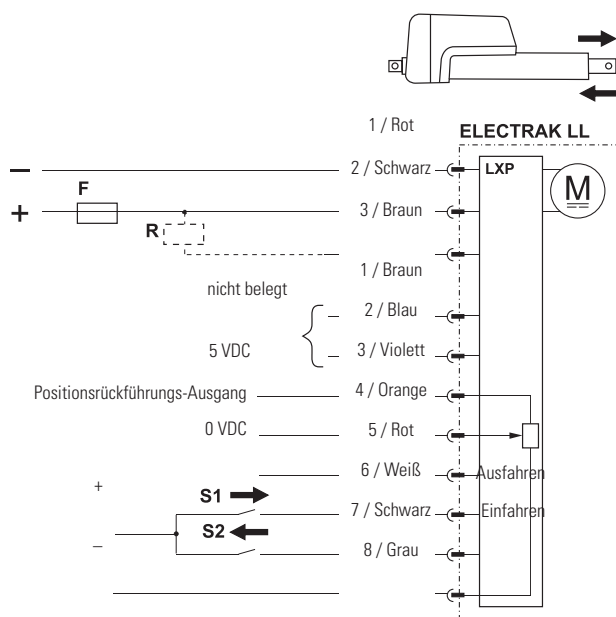 1 / Rot
ELECTRAK LL
–
2 / Schwarz
LXP
M
F
+
3 / Braun
R
1 / Braun
nicht belegt
2 / Blau
5 VDC
3 / Violett
Positionsrückführungs-Ausgang
4 / Orange
0 VDC
5 / Rot
6 / Weiß
Ausfahren
+
S1
7 / Schwarz
Einfahren
S2
–
8 / Grau